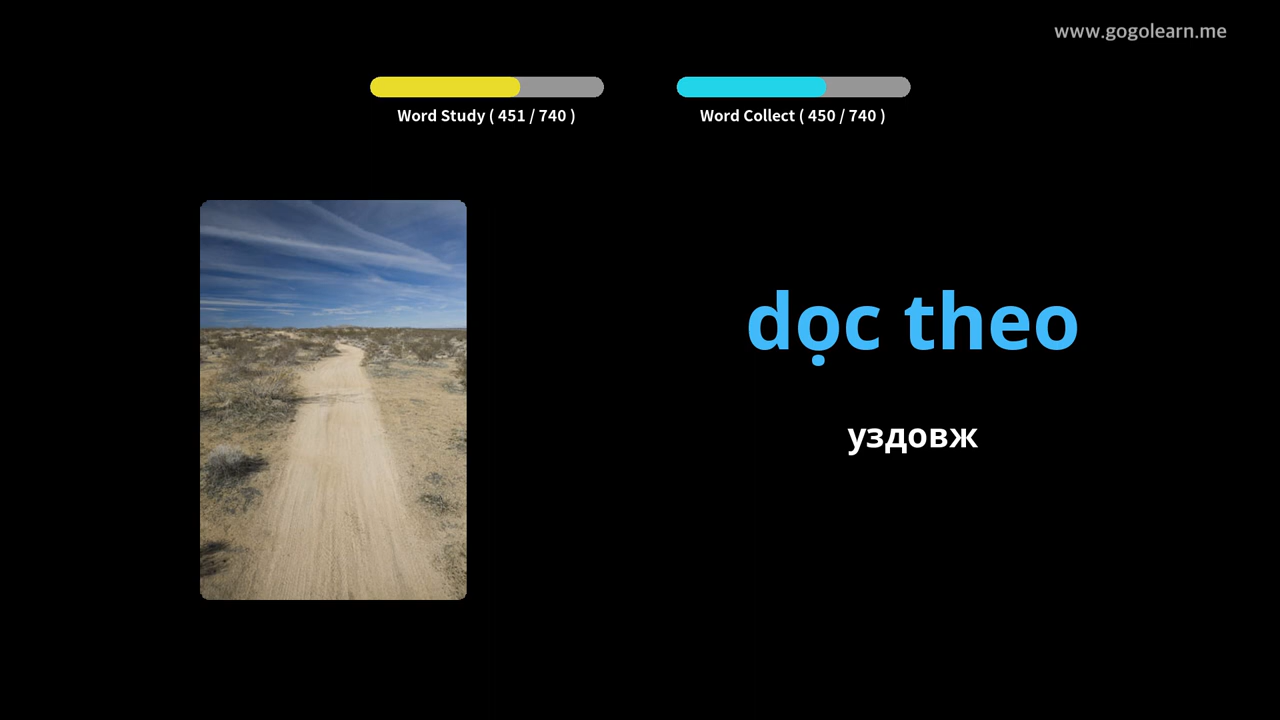 www.gogolearn.me
Word Study ( 451 / 740 )
Word Collect ( 450 / 740 )
dọc theo
уздовж